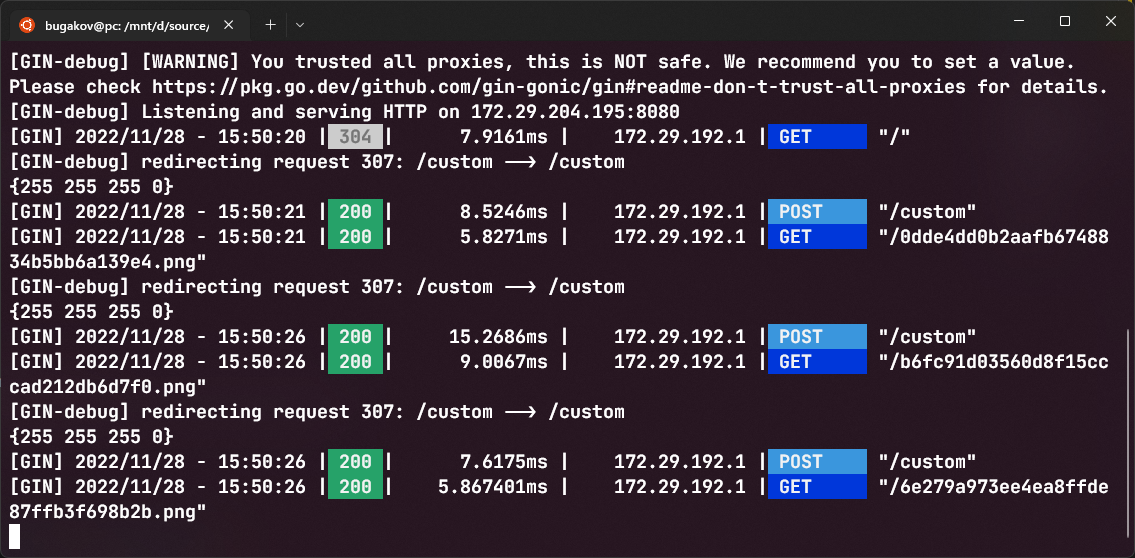 bugakov@pc: /mnt/d/source/
[GIN-debug] [WARNING] You trusted all proxies, this is NOT safe. We recommend you to set a value.
Please check https://pkg.go.dev/github.com/gin-gonic/gin#readme-don-t-trust-all-proxies for details.
[GIN-debug] Listening and serving HTTP on 172.29.204.195:8080
[GIN] 2022/11/28 - 15:50:20 | 304 |      7.9161ms |    172.29.192.1 | GET      "/"
[GIN-debug] redirecting request 307: /custom --> /custom
{255 255 255 0}
[GIN] 2022/11/28 - 15:50:21 | 200 |      8.5246ms |    172.29.192.1 | POST     "/custom"
[GIN] 2022/11/28 - 15:50:21 | 200 |      5.8271ms |    172.29.192.1 | GET      "/0dde4dd0b2aafb67488
34b5bb6a139e4.png"
[GIN-debug] redirecting request 307: /custom --> /custom
{255 255 255 0}
[GIN] 2022/11/28 - 15:50:26 | 200 |     15.2686ms |    172.29.192.1 | POST     "/custom"
[GIN] 2022/11/28 - 15:50:26 | 200 |      9.0067ms |    172.29.192.1 | GET      "/b6fc91d03560d8f15cc
cad212db6d7f0.png"
[GIN-debug] redirecting request 307: /custom --> /custom
{255 255 255 0}
[GIN] 2022/11/28 - 15:50:26 | 200 |      7.6175ms |    172.29.192.1 | POST     "/custom"
[GIN] 2022/11/28 - 15:50:26 | 200 |    5.867401ms |    172.29.192.1 | GET      "/6e279a973ee4ea8ffde
87ffb3f698b2b.png"